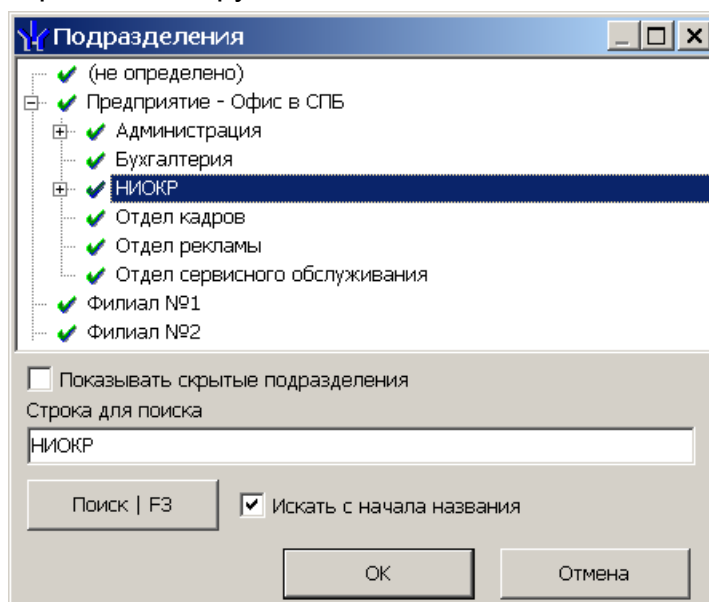 Подразделения
(не определено)
Предприятие - Офис в СПБ
Администрация
Бухгалтерия
НИОКР
Отдел кадров
Отдел рекламы
Отдел сервисного обслуживания
Филиал №1
Филиал №2
Показывать скрытые подразделения
Строка для поиска
НИОКР
Поиск | F3
Искать с начала названия
OK
Отмена